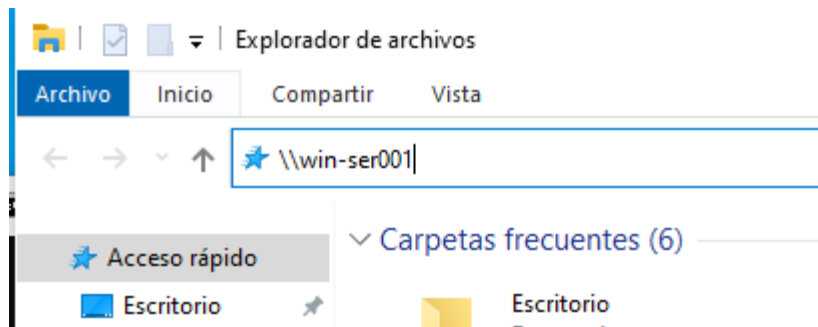 Explorador de archivos
Archivo Inicio Compartir Vista
\\win-ser001
Carpetas frecuentes (6)
Acceso rápido
Escritorio Escritorio